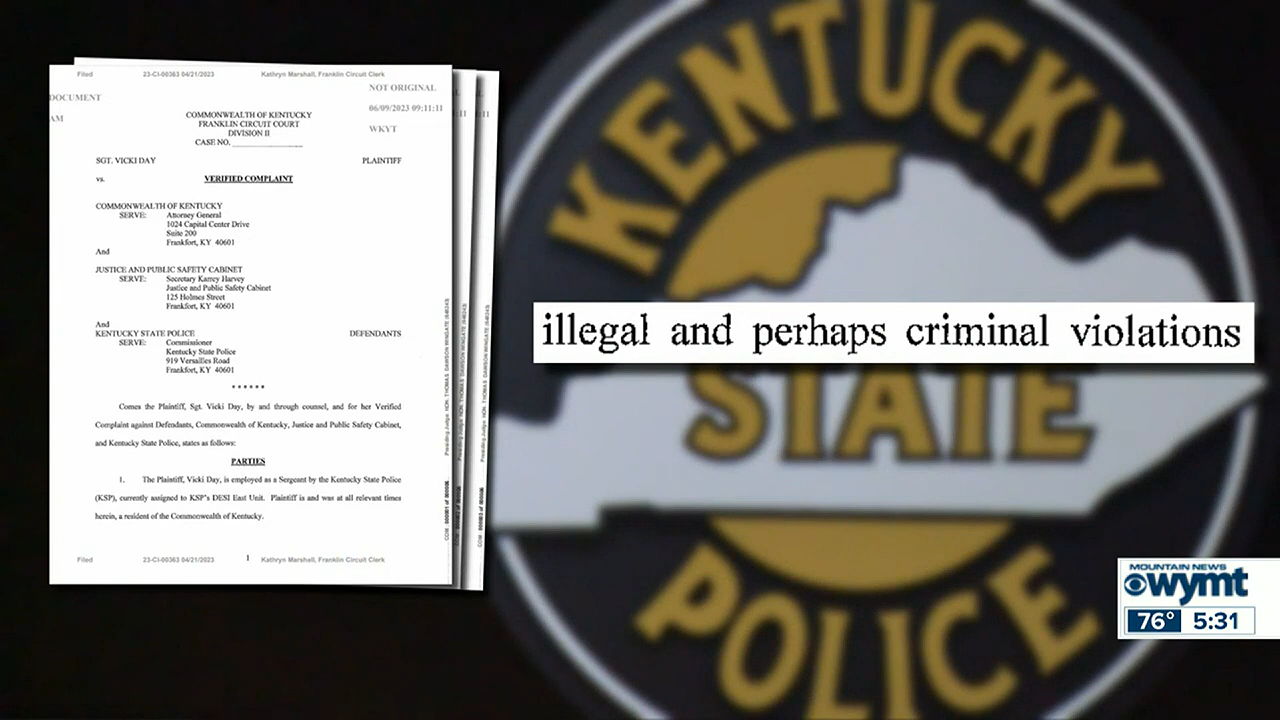 Filed 23-CI-00363 04/21/2023 Kathryn Marshall, Franklin Circuit Clerk
NOT ORIGINAL
DOCUMENT
06/09/2023 09:11:11
AM
WKYT
COMMONWEALTH OF KENTUCKY
FRANKLIN CIRCUIT COURT
DIVISION II
CASE NO. ____________
SGT. VICKI DAY PLAINTIFF
vs. VERIFIED COMPLAINT
COMMONWEALTH OF KENTUCKY
SERVE: Attorney General
1024 Capital Center Drive
Suite 200
Frankfort, KY 40601
And
JUSTICE AND PUBLIC SAFETY CABINET
SERVE: Secretary Karrey Harvey
Justice and Public Safety Cabinet
125 Holmes Street
Frankfort, KY 40601
And
KENTUCKY STATE POLICE DEFENDANTS
SERVE: Commissioner
Kentucky State Police
919 Versailles Road
Frankfort, KY 40601
******
Comes the Plaintiff, Sgt. Vicki Day, by and through counsel, and for her Verified
Complaint against Defendants, Commonwealth of Kentucky, Justice and Public Safety Cabinet,
and Kentucky State Police, states as follows:
PARTIES
1. The Plaintiff, Vicki Day, is employed as a Sergeant by the Kentucky State Police
(KSP), currently assigned to KSP's DESI East Unit. Plaintiff is and was at all relevant times
herein, a resident of the Commonwealth of Kentucky.
Filed 23-CI-00363 04/21/2023 1 Kathryn Marshall, Franklin Circuit Clerk
KENTUCKY
illegal and perhaps criminal violations
STATE
POLICE
MOUNTAIN NEWS
wymt
76° 5:31